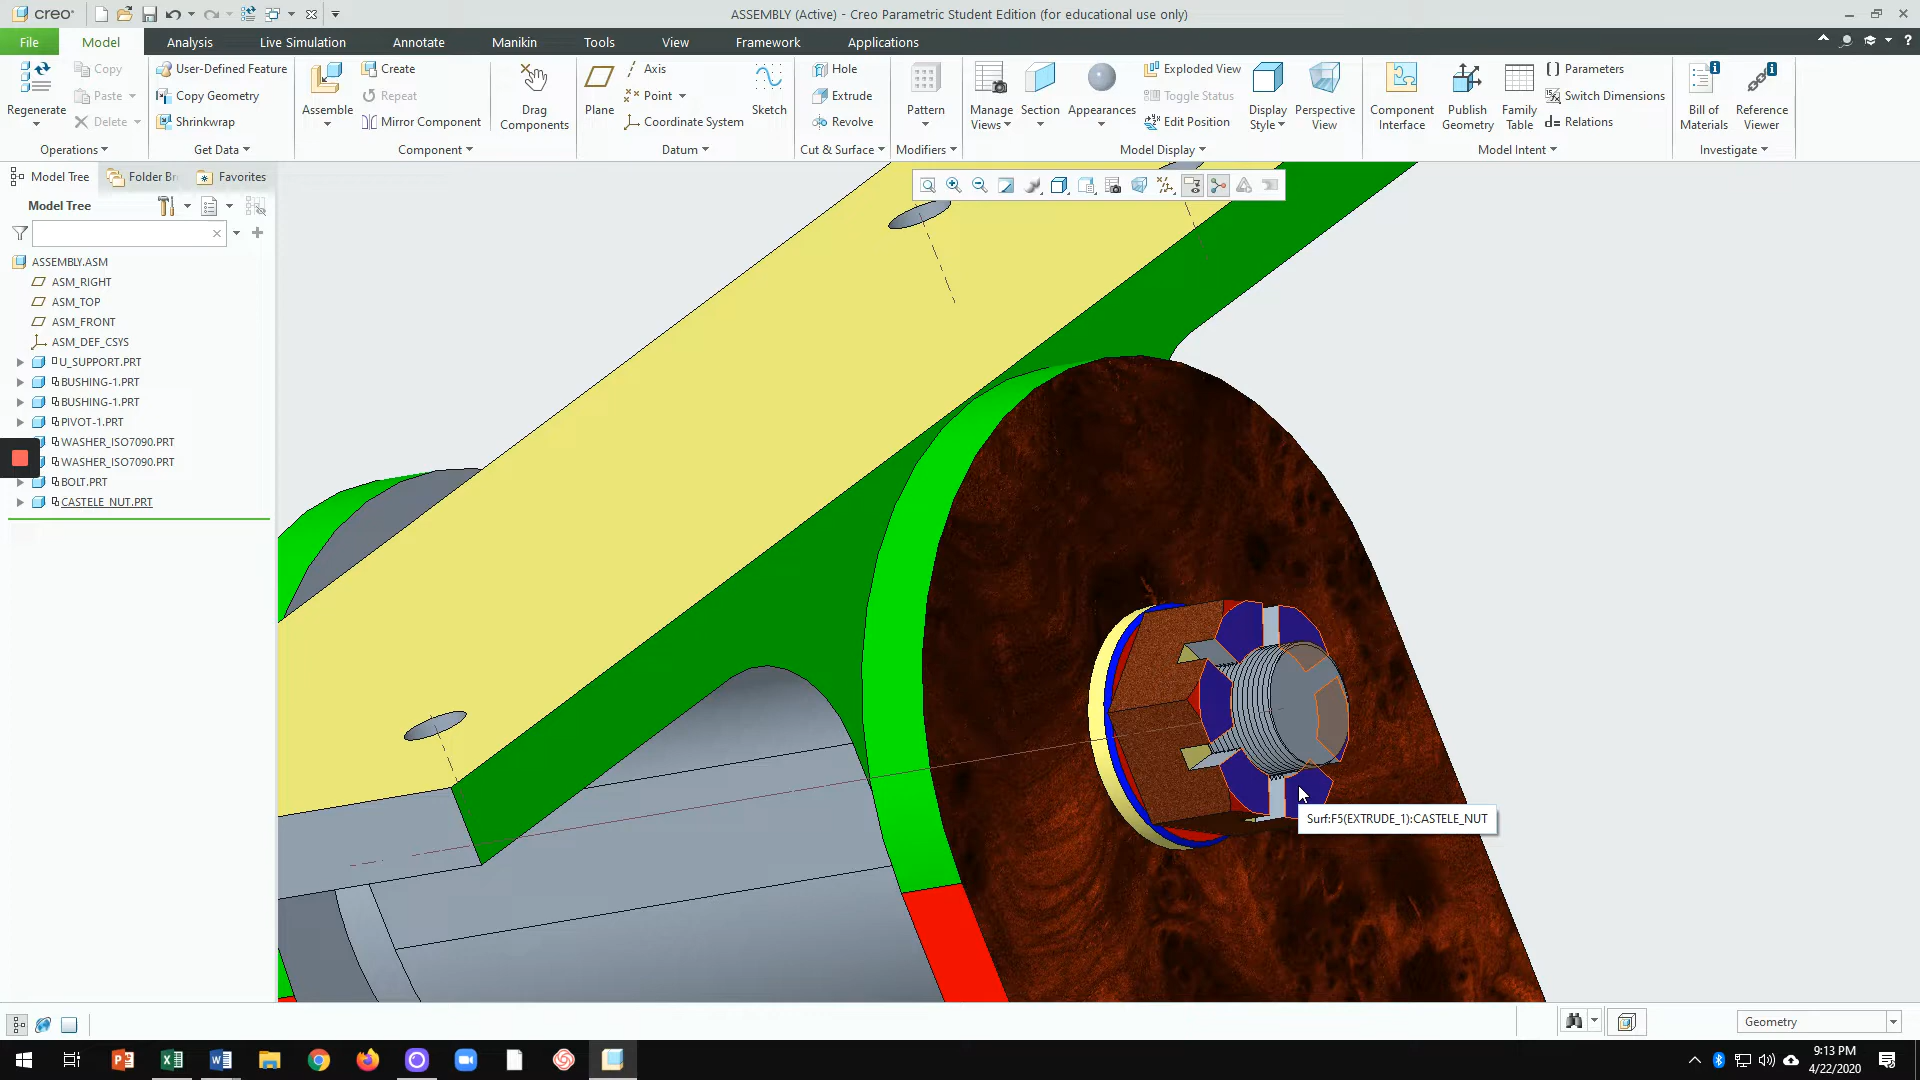 creo
ASSEMBLY (Active) - Creo Parametric Student Edition (for educational use only)
File Model Analysis Live Simulation Annotate Manikin Tools View Framework Applications
Regenerate
Copy
Paste
Delete
Operations
User-Defined Feature
Copy Geometry
Shrinkwrap
Get Data
Assemble
Create
Repeat
Mirror Component
Component
Drag
Components
Plane
Axis
Point
Coordinate System
Sketch
Datum
Hole
Extrude
Revolve
Cut & Surface
Pattern
Modifiers
Manage
Views
Section
Appearances
Exploded View
Toggle Status
Edit Position
Display
Style
Perspective
View
Model Display
Component
Interface
Publish
Geometry
Family
Table
Parameters
Switch Dimensions
d= Relations
Model Intent
Bill of
Materials
Reference
Viewer
Investigate
Model Tree Folder Br Favorites
Model Tree
ASSEMBLY.ASM
ASM_RIGHT
ASM_TOP
ASM_FRONT
ASM_DEF_CSYS
U_SUPPORT.PRT
BUSHING-1.PRT
BUSHING-1.PRT
PIVOT-1.PRT
WASHER_ISO7090.PRT
WASHER_ISO7090.PRT
BOLT.PRT
CASTELE_NUT.PRT
Surf:F5(EXTRUDE_1):CASTELE_NUT
Geometry
9:13 PM
4/22/2020